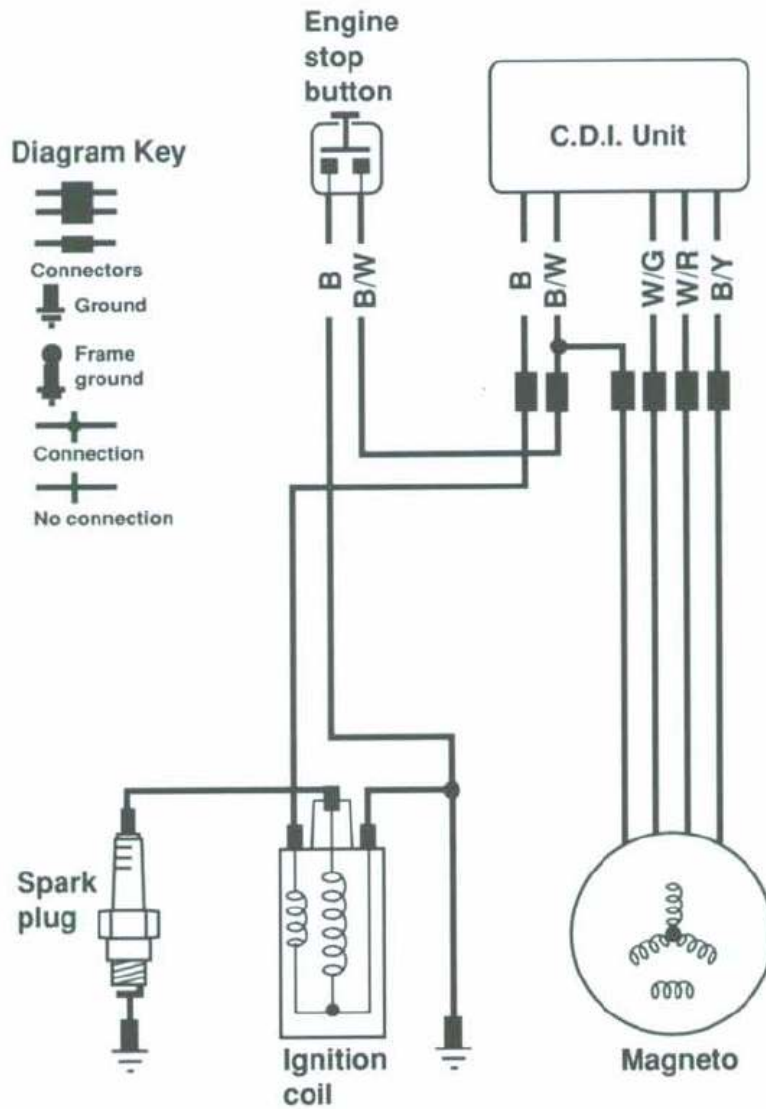 Engine
stop
button
C.D.I. Unit
Diagram Key
Connectors
Ground
Frame
ground
Connection
No connection
B
B/W
B
B/W
W/G
W/R
B/Y
Spark
plug
Ignition
coil
Magneto